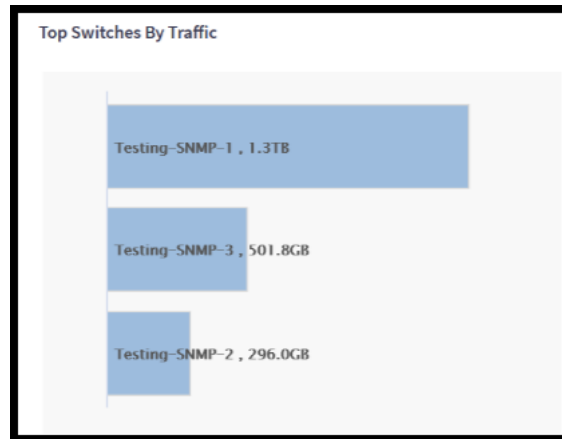 Top Switches By Traffic
Testing-SNMP-1 , 1.3TB
Testing-SNMP-3 , 501.8GB
Testing-SNMP-2 , 296.0GB